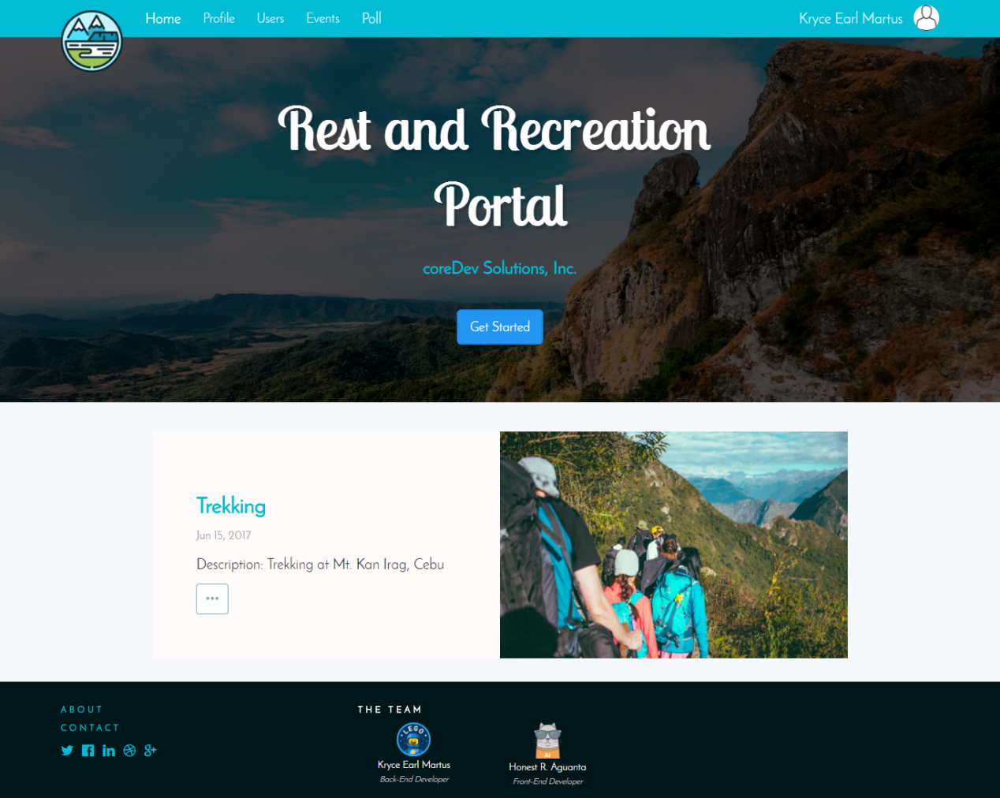 Home Profile Users Events Poll Kryce Earl Martus
Rest and Recreation
Portal
coreDev Solutions, Inc.
Get Started
Trekking
Jun 15, 2017
Description: Trekking at Mt. Kan Irag, Cebu
ABOUT
CONTACT
THE TEAM
LEGO
AI
Kryce Earl Martus
Back-End Developer
Honest R. Aguanta
Front-End Developer